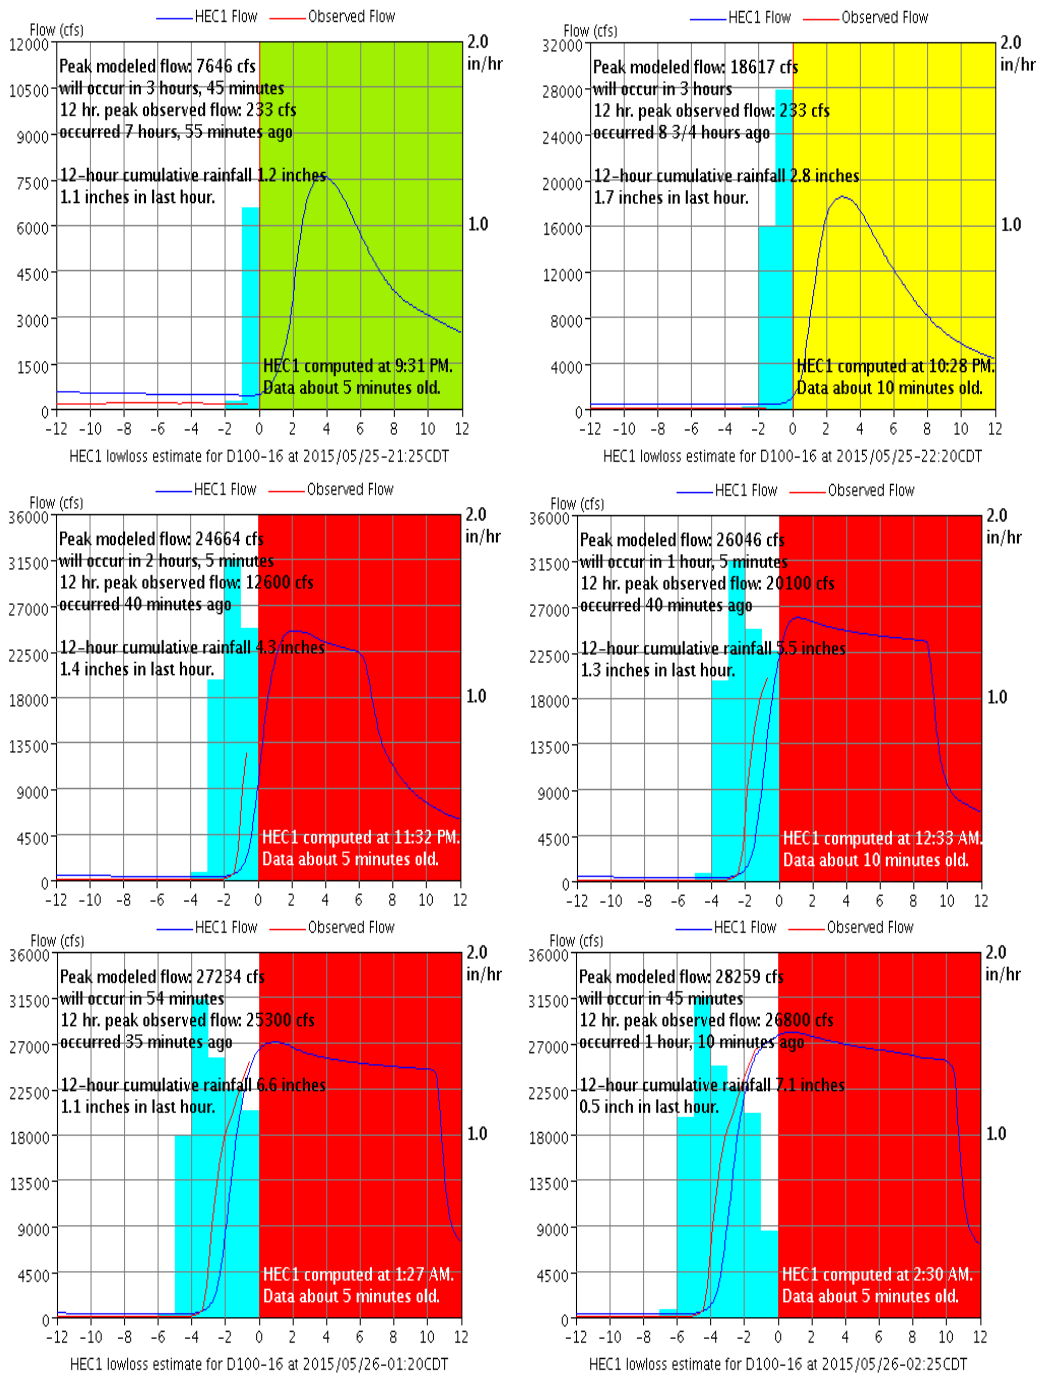 HEC1 Flow Observed Flow
Flow (cfs)
12000
10500
9000
7500
6000
4500
3000
1500
0
2.0
in/hr
1.0
Peak modeled flow: 7646 cfs
will occur in 3 hours, 45 minutes
12 hr. peak observed flow: 233 cfs
occurred 7 hours, 55 minutes ago
12-hour cumulative rainfall 1.2 inches
1.1 inches in last hour.
HEC1 computed at 9:31 PM.
Data about 5 minutes old.
-12 -10 -8 -6 -4 -2 0 2 4 6 8 10 12
HEC1 lowloss estimate for D100-16 at 2015/05/25-21:25CDT
HEC1 Flow Observed Flow
Flow (cfs)
32000
28000
24000
20000
16000
12000
8000
4000
0
2.0
in/hr
1.0
Peak modeled flow: 18617 cfs
will occur in 3 hours
12 hr. peak observed flow: 233 cfs
occurred 8 3/4 hours ago
12-hour cumulative rainfall 2.8 inches
1.7 inches in last hour.
HEC1 computed at 10:28 PM.
Data about 10 minutes old.
-12 -10 -8 -6 -4 -2 0 2 4 6 8 10 12
HEC1 lowloss estimate for D100-16 at 2015/05/25-22:20CDT
HEC1 Flow Observed Flow
Flow (cfs)
36000
31500
27000
22500
18000
13500
9000
4500
0
2.0
in/hr
1.0
Peak modeled flow: 24664 cfs
will occur in 2 hours, 5 minutes
12 hr. peak observed flow: 12600 cfs
occurred 40 minutes ago
12-hour cumulative rainfall 4.3 inches
1.4 inches in last hour.
HEC1 computed at 11:32 PM.
Data about 5 minutes old.
-12 -10 -8 -6 -4 -2 0 2 4 6 8 10 12
HEC1 Flow Observed Flow
Flow (cfs)
36000
31500
27000
22500
18000
13500
9000
4500
0
2.0
in/hr
1.0
Peak modeled flow: 26046 cfs
will occur in 1 hour, 5 minutes
12 hr. peak observed flow: 20100 cfs
occurred 40 minutes ago
12-hour cumulative rainfall 5.5 inches
1.3 inches in last hour.
HEC1 computed at 12:33 AM.
Data about 10 minutes old.
-12 -10 -8 -6 -4 -2 0 2 4 6 8 10 12
HEC1 Flow Observed Flow
Flow (cfs)
36000
31500
27000
22500
18000
13500
9000
4500
0
2.0
in/hr
1.0
Peak modeled flow: 27234 cfs
will occur in 54 minutes
12 hr. peak observed flow: 25300 cfs
occurred 35 minutes ago
12-hour cumulative rainfall 6.6 inches
1.1 inches in last hour.
HEC1 computed at 1:27 AM.
Data about 5 minutes old.
-12 -10 -8 -6 -4 -2 0 2 4 6 8 10 12
HEC1 lowloss estimate for D100-16 at 2015/05/26-01:20CDT
HEC1 Flow Observed Flow
Flow (cfs)
36000
31500
27000
22500
18000
13500
9000
4500
0
2.0
in/hr
1.0
Peak modeled flow: 28259 cfs
will occur in 45 minutes
12 hr. peak observed flow: 26800 cfs
occurred 1 hour, 10 minutes ago
12-hour cumulative rainfall 7.1 inches
0.5 inch in last hour.
HEC1 computed at 2:30 AM.
Data about 5 minutes old.
-12 -10 -8 -6 -4 -2 0 2 4 6 8 10 12
HEC1 lowloss estimate for D100-16 at 2015/05/26-02:25CDT